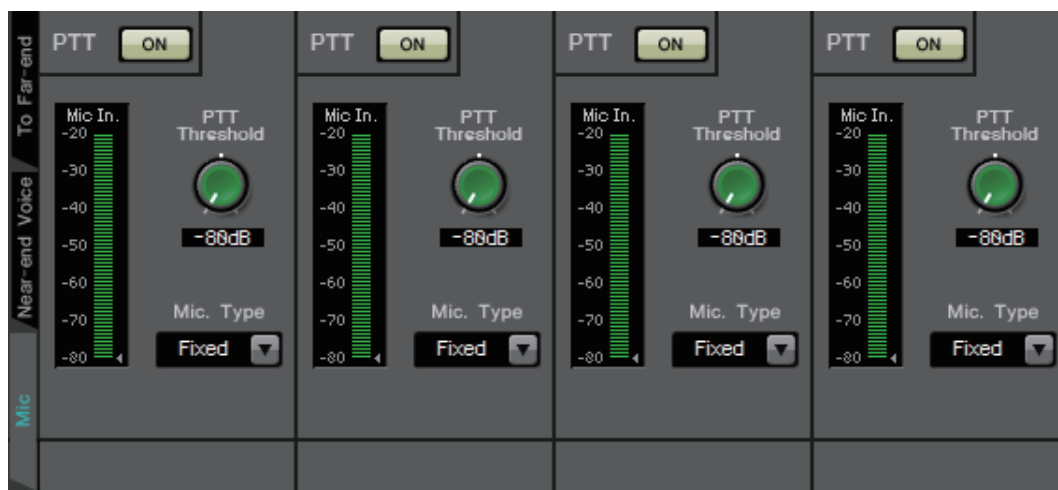 To Far-end
Near-end Voice
Mic
PTT ON
Mic In.
-20
-30
-40
-50
-60
-70
-80
PTT
Threshold
-80dB
Mic. Type
Fixed
PTT ON
Mic In.
-20
-30
-40
-50
-60
-70
-80
PTT
Threshold
-80dB
Mic. Type
Fixed
PTT ON
Mic In.
-20
-30
-40
-50
-60
-70
-80
PTT
Threshold
-80dB
Mic. Type
Fixed
PTT ON
Mic In.
-20
-30
-40
-50
-60
-70
-80
PTT
Threshold
-80dB
Mic. Type
Fixed